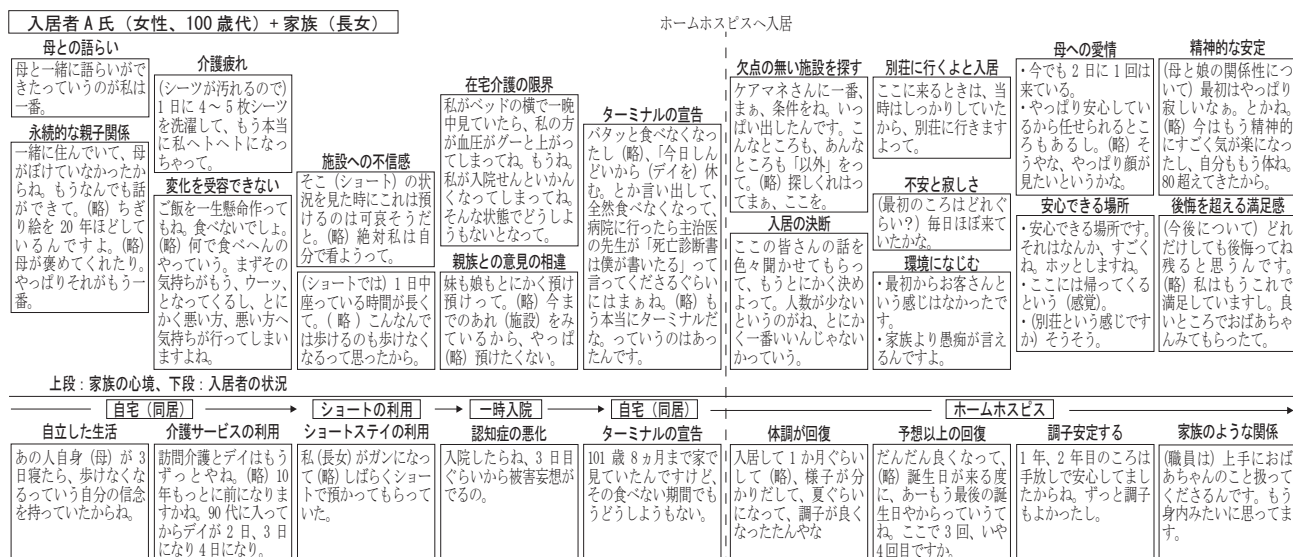 入居者A氏（女性、100歳代）＋家族（長女）
ホームホスピスへ入居
母との語らい
母と一緒に語らいがで
きたっていうのが私は
一番。
永続的な親子関係
一緒に住んでいて、母
がぼけていなかったか
らね。もうなんでも話
ができて。（略）ちぎ
り絵を20年ほどして
いるんですよ。（略）
母が褒めてくれたり。
やっぱりそれがもう一
番。
介護疲れ
（シーツが汚れるので）
1日に4～5枚シーツ
を洗濯して、もう本当
に私ヘトヘトになっ
ちゃって。
変化を受容できない
ご飯を一生懸命作って
もね。食べないでしょ。
（略）何で食べへんの
やっていう。まずその
気持ちがもう、ウーッ、
となってくるし、とに
かく悪い方、悪い方へ
気持ちが行ってしまい
ますよね。
施設への不信感
そこ（ショート）の状
況を見た時にこれは預
けるのは可哀そうだ
と。（略）絶対私は自
分で看ようって。
（ショートでは）1日中
座っている時間が長く
て。（略）こんなんで
は歩けるのも歩けなく
なるって思ったから。
在宅介護の限界
私がベッドの横で一晩
中見ていたら、私の方
が血圧がグーと上がっ
てしまってね。もうね。
私が入院せんといかん
くなってしまってね。
そんな状態でどうしよ
うもないとなって。
親族との意見の相違
妹も娘もとにかく預け
預けって。（略）今ま
でのあれ（施設）をみ
ているから、やっぱ
（略）預けたくない。
ターミナルの宣告
バタッと食べなくなっ
たし（略）、「今日しん
どいから（デイを）休
む。とか言い出して、
全然食べなくなって、
病院に行ったら主治医
の先生が「死亡診断書
は僕が書いたる」って
言ってくださるぐらい
にはまぁね。（略）も
う本当にターミナルだ
な。っていうのはあっ
たんです。
欠点の無い施設を探す
ケアマネさんに一番、
まぁ、条件をね。いっ
ぱい出したんです。こ
んなところも、あんな
ところも「以外」をっ
て。（略）探しくれはっ
てまぁ、ここを。
入居の決断
ここの皆さんの話を
色々聞かせてもらっ
て、もうとにかく決め
よって。人数が少ない
というのがね、とにか
く一番いいんじゃない
かっていう。
別荘に行くよと入居
ここに来るときは、当
時はしっかりしていた
から、別荘に行きます
よって。
不安と寂しさ
（最初のころはどれぐ
らい？）毎日ほぼ来て
いたかな。
環境になじむ
・最初からお客さんと
いう感じはなかったで
す。
・家族より愚痴が言え
るんですよ。
母への愛情
・今でも2日に1回は
来ている。
・やっぱり安心してい
るから任せられるとこ
ろもあるし。（略）そ
うやな、やっぱり顔が
見たいというかな。
安心できる場所
・安心できる場所です。
それはなんか、すごく
ね。ホッとしますね。
・ここには帰ってくる
という（感覚）。
・（別荘という感じです
か）そうそう。
精神的な安定
（母と娘の関係性につ
いて）最初はやっぱり
寂しいなぁ。とかね。
（略）今はもう精神的
にすごく気が楽になっ
たし、自分ももう体ね。
80超えてきたから。
後悔を超える満足感
（今後について）どれ
だけしても後悔ってね
残ると思うんです。
（略）私はもうこれで
満足していますし。良
いところでおばあちゃ
んみてもらったって。
上段：家族の心境、下段：入居者の状況
自宅（同居）
ショートの利用
一時入院
自宅（同居）
ホームホスピス
自立した生活
あの人自身（母）が3
日寝たら、歩けなくな
るっていう自分の信念
を持っていたからね。
介護サービスの利用
訪問介護とデイはもう
ずっとやね。（略）10
年もっとに前になりま
すかね。90代に入って
からデイが2日、3日
になり4日になり。
ショートステイの利用
私（長女）がガンになっ
て（略）しばらくショー
トで預かってもらって
いた。
認知症の悪化
入院したらね、3日目
ぐらいから被害妄想が
でるの。
ターミナルの宣告
101歳8ヵ月まで家で
見ていたんですけど、
その食べない期間でも
うどうしようもない。
体調が回復
入居して1か月ぐらい
して（略）、様子が分
かりだして、夏ぐらい
になって、調子が良く
なったたんやな
予想以上の回復
だんだん良くなって、
（略）誕生日が来る度
に、あーもう最後の誕
生日やからっていうて
ね。ここで3回、いや
4回目ですか。
調子安定する
1年、2年目のころは
手放しで安心してまし
たからね。ずっと調子
もよかったし。
家族のような関係
（職員は）上手におば
あちゃんのこと扱って
くださるんです。もう
身内みたいに思ってま
す。